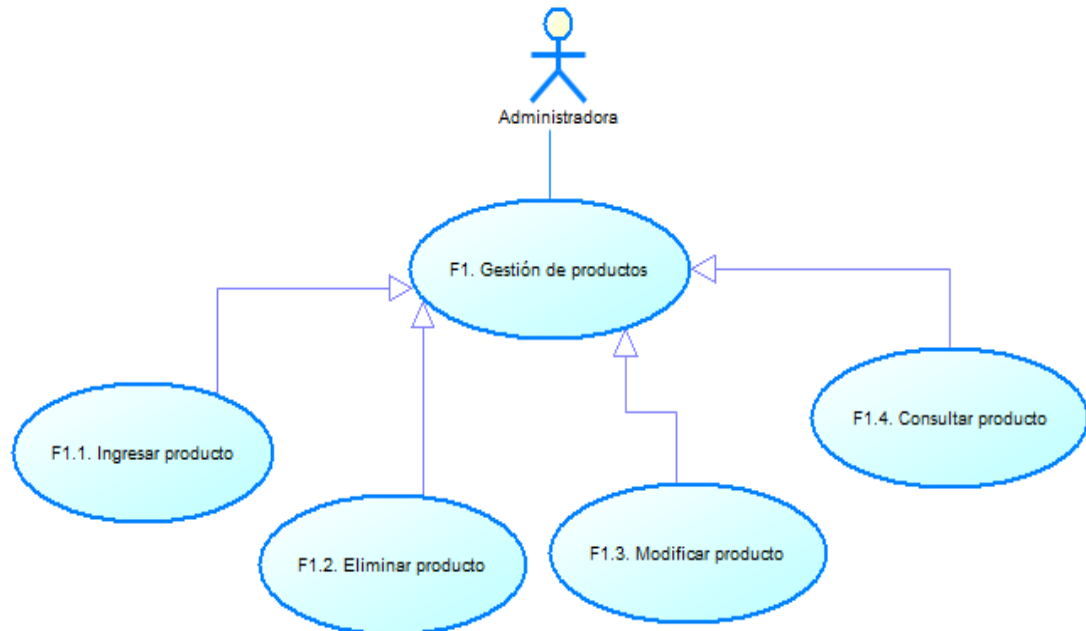 Administradora
F1. Gestión de productos
F1.4. Consultar producto
F1.1. Ingresar producto
F1.3. Modificar producto
F1.2. Eliminar producto